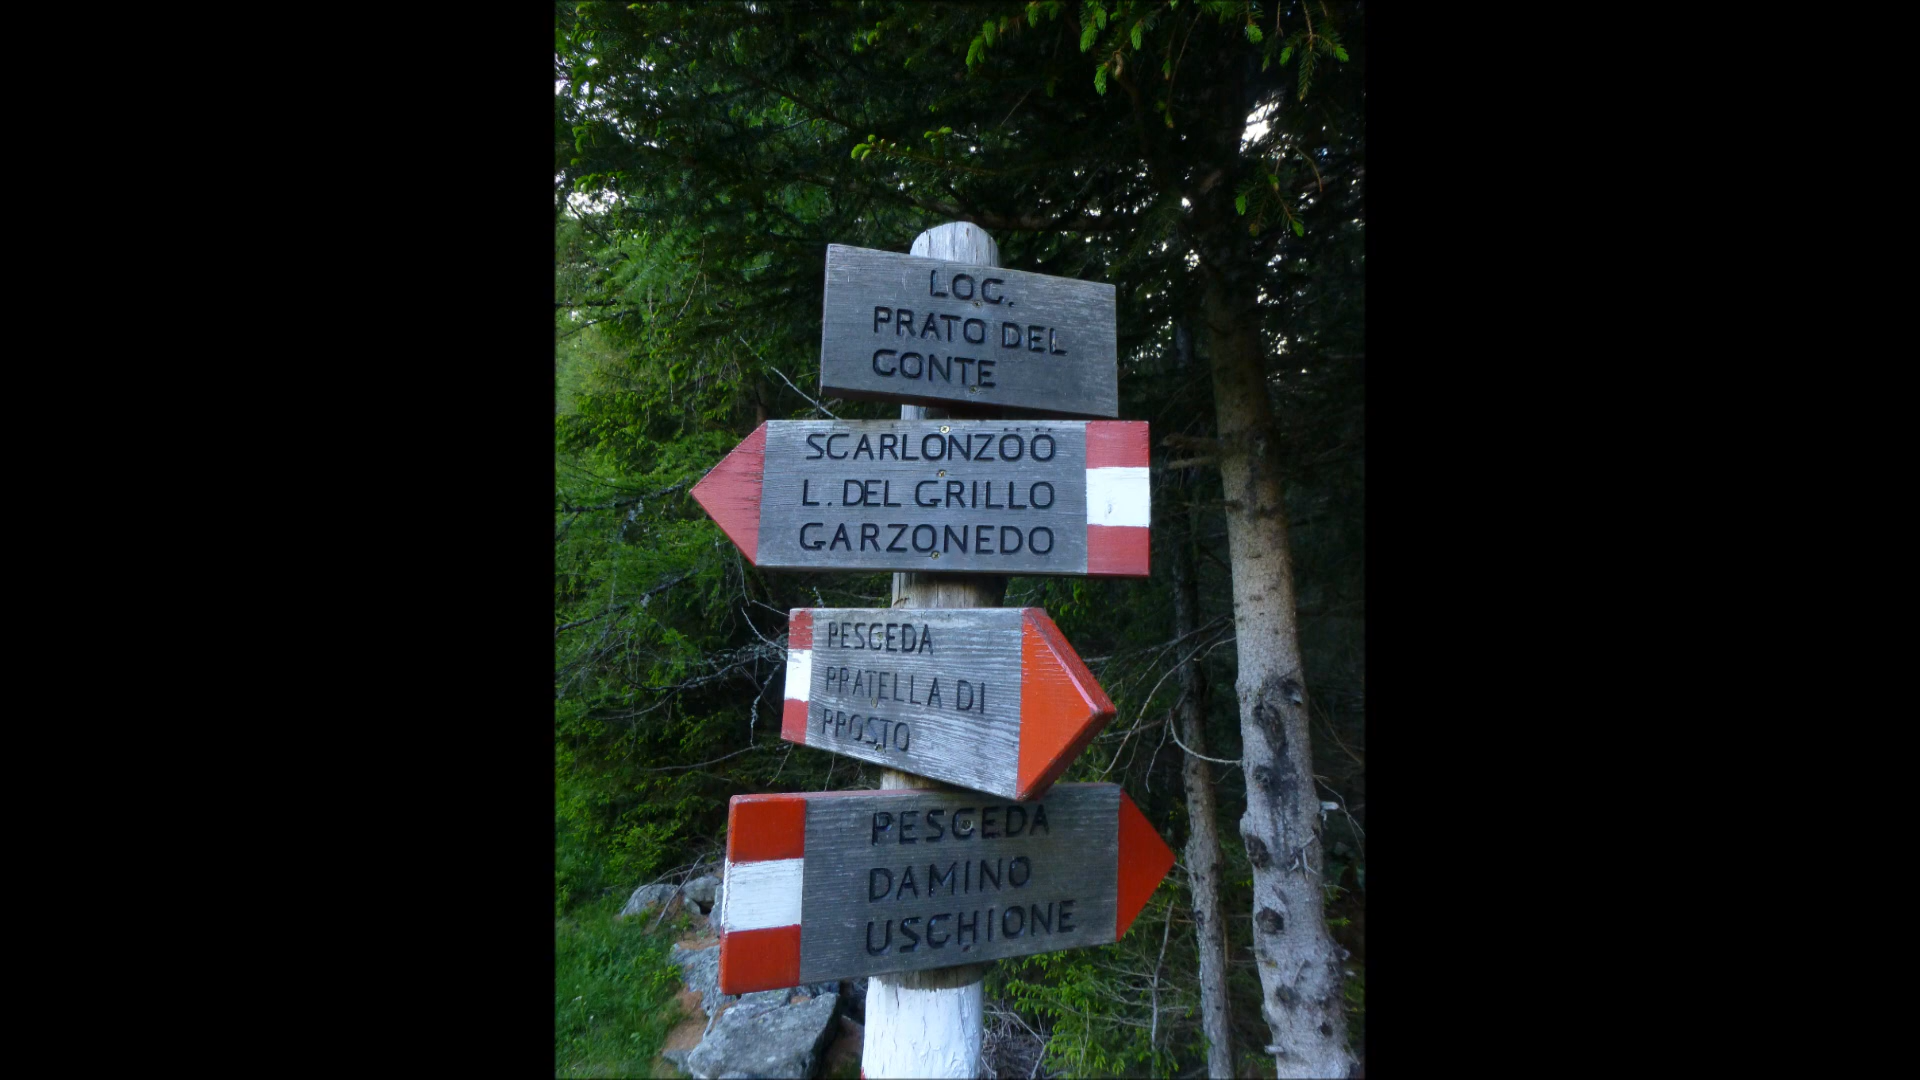 LOC.
PRATO DEL
CONTE
SCARLONZÖÖ
L. DEL GRILLO
GARZONEDO
PESCEDA
PRATELLA DI
PPOSTO
PESCEDA
DAMINO
USCHIONE